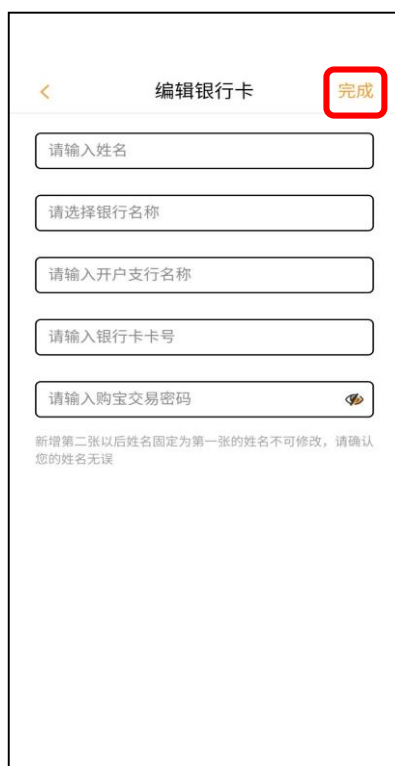 编辑银行卡 完成
请输入姓名
请选择银行名称
请输入开户支行名称
请输入银行卡卡号
请输入购宝交易密码
新增第二张以后姓名固定为第一张的姓名不可修改，请确认
您的姓名无误